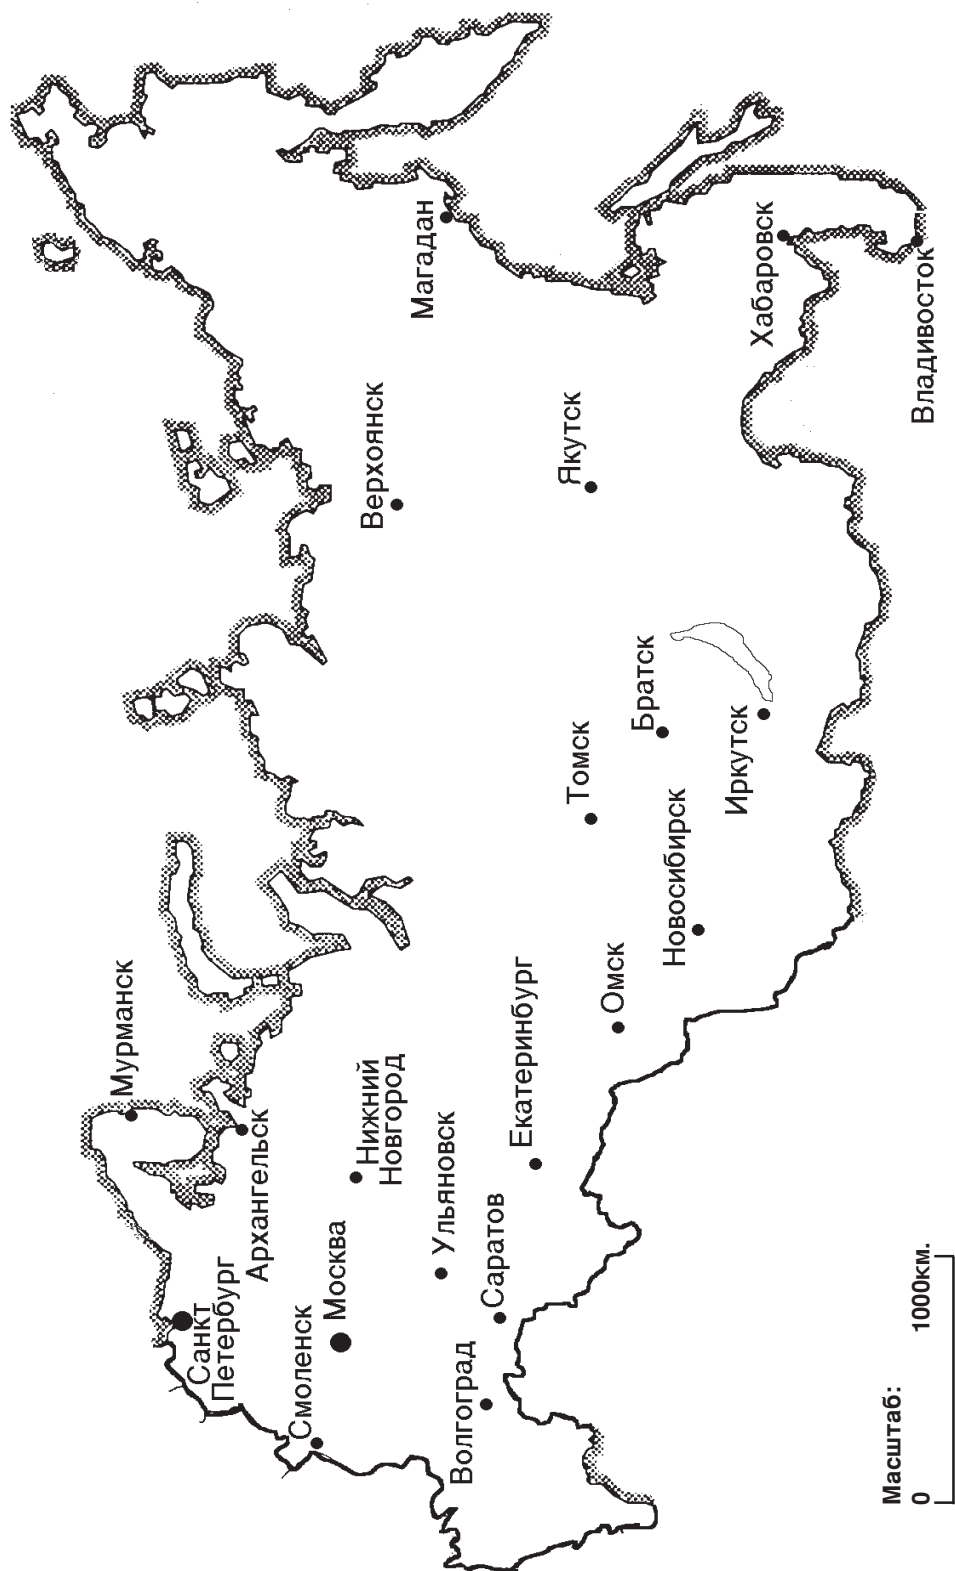 Мурманск
Санкт
Петербург
Архангельск
Смоленск
Москва
Нижний
Новгород
Ульяновск
Волгоград
Саратов
Екатеринбург
Омск
Новосибирск
Томск
Братск
Иркутск
Верхоянск
Якутск
Магадан
Хабаровск
Владивосток
Масштаб:
0 1000км.